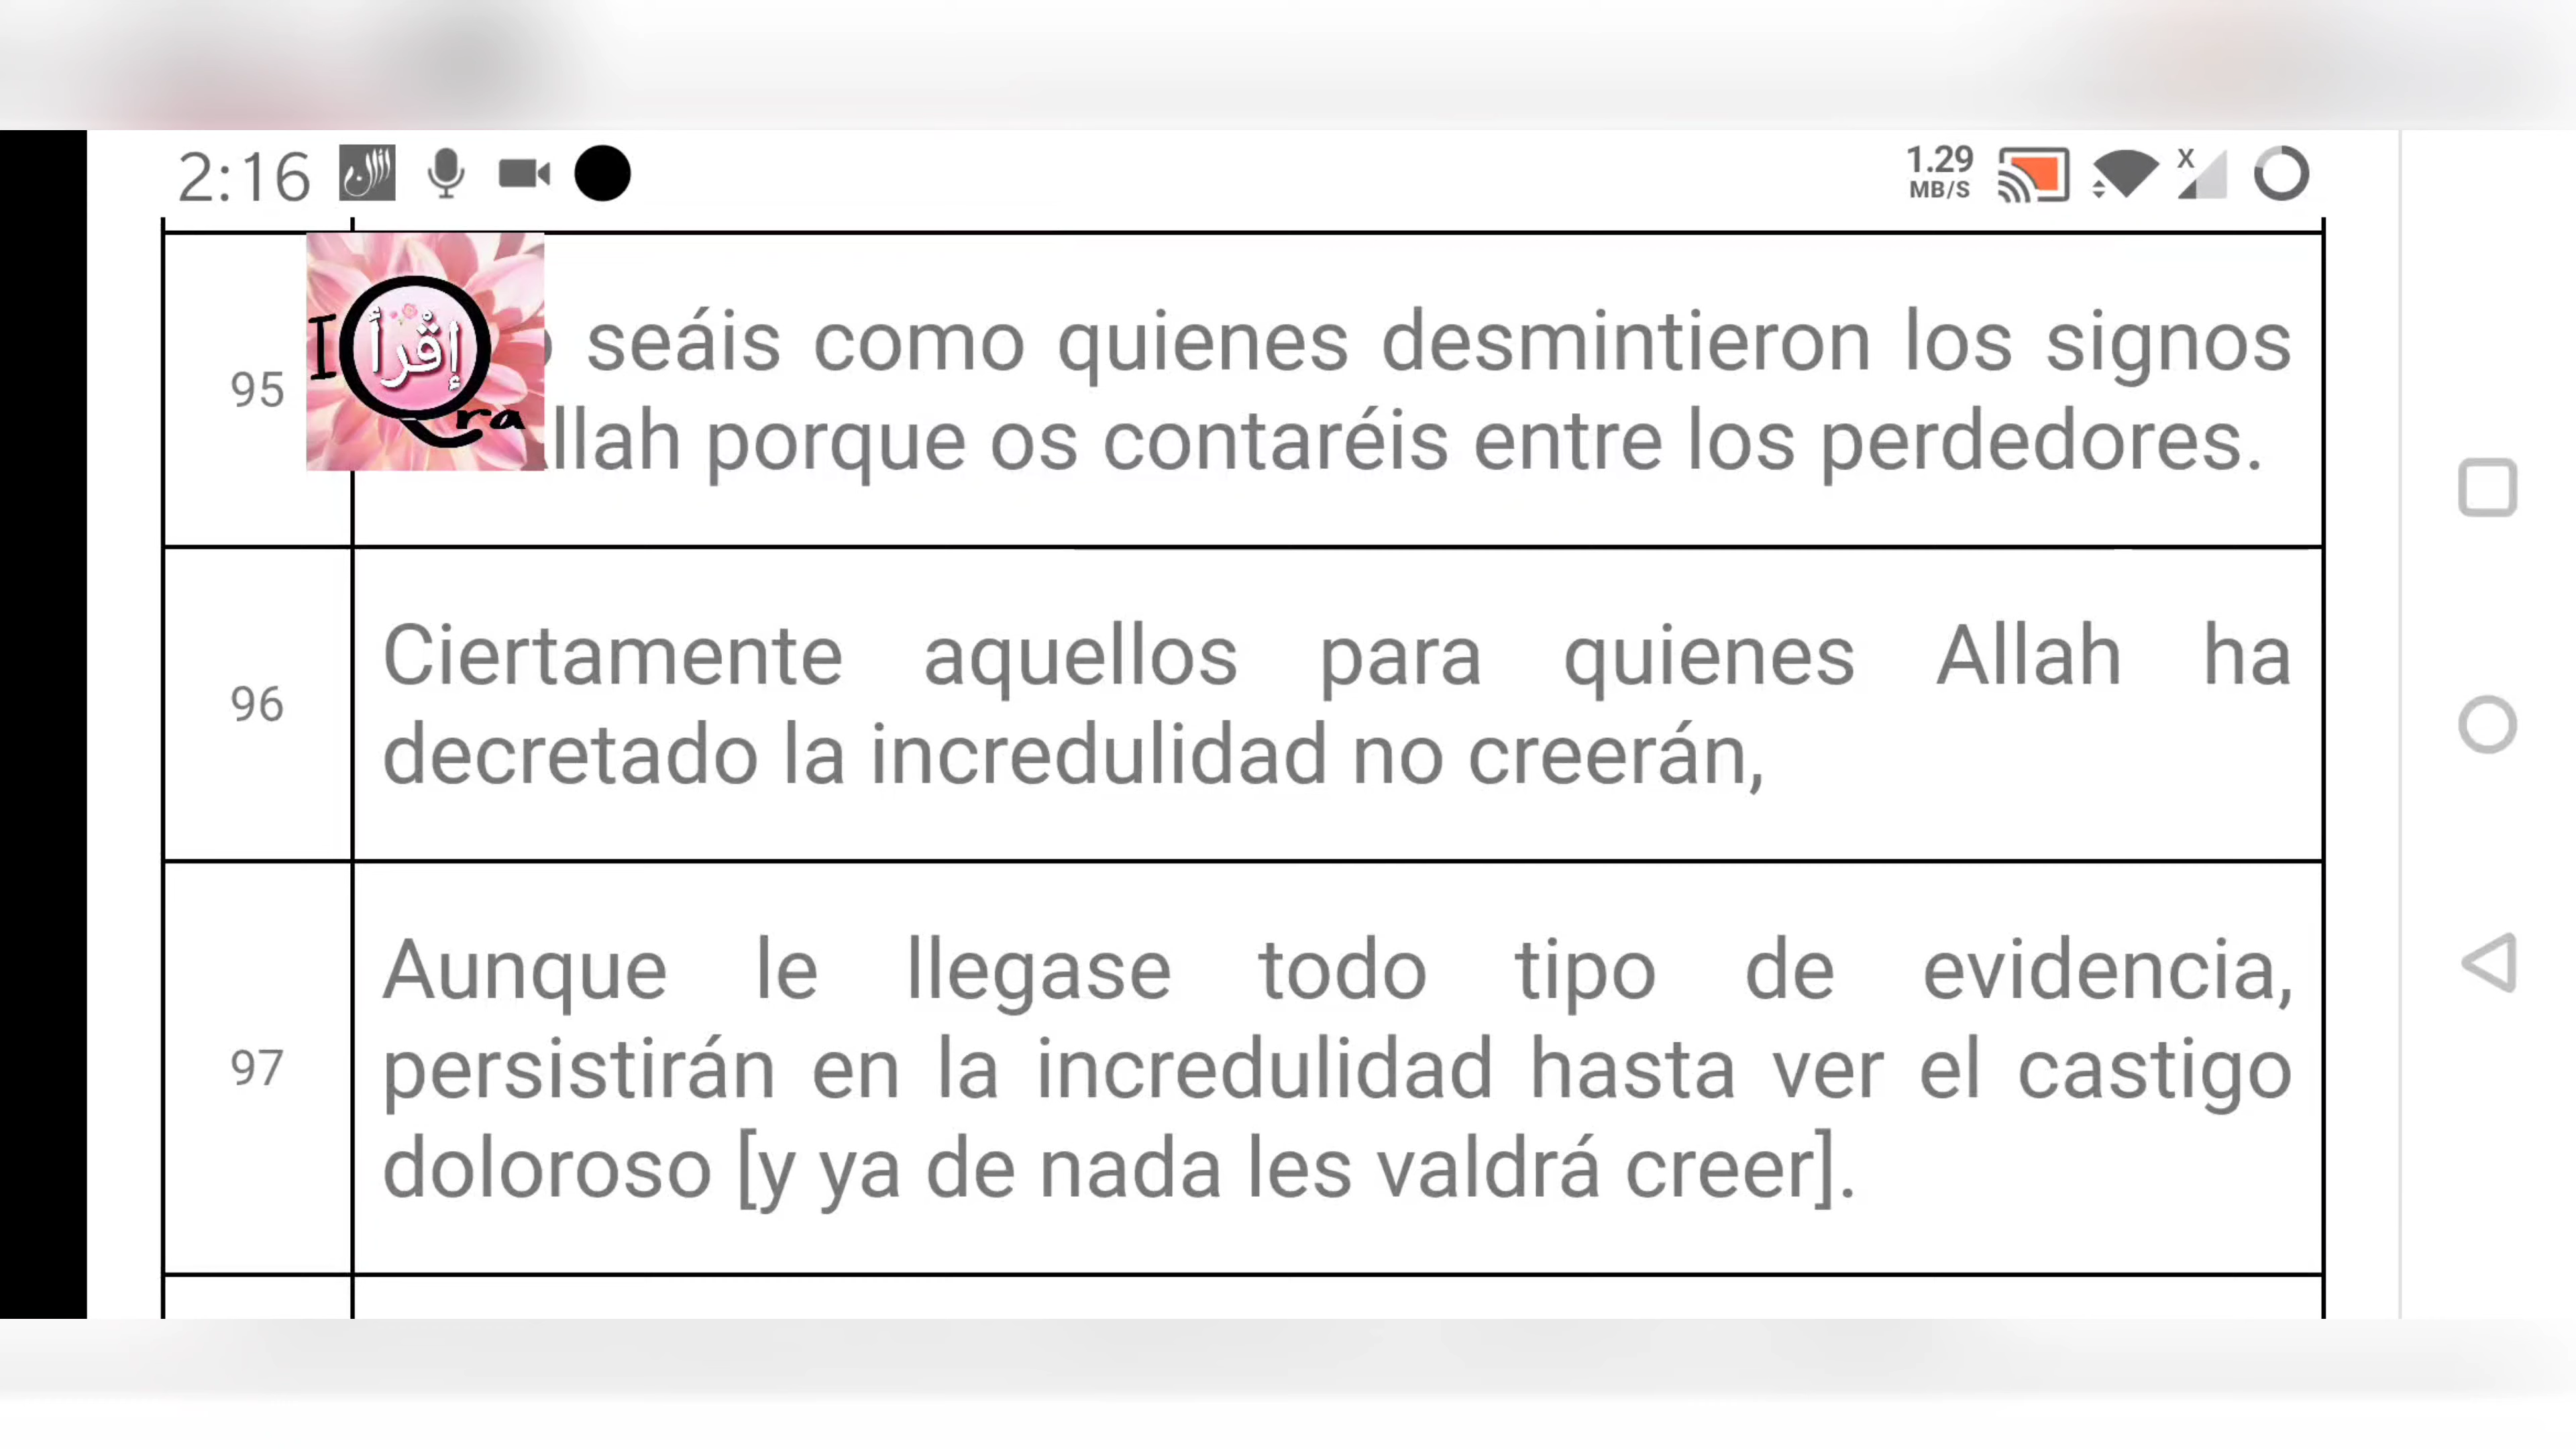 2:16
1.29
MB/S
X
95
إقرأ
I
ra
seáis como quienes desmintieron los signos
porque os contaréis entre los perdedores.
96
Ciertamente aquellos para quienes Allah ha
decretado la incredulidad no creerán,
97
Aunque le llegase todo tipo de evidencia,
persistirán en la incredulidad hasta ver el castigo
doloroso [y ya de nada les valdrá creer].